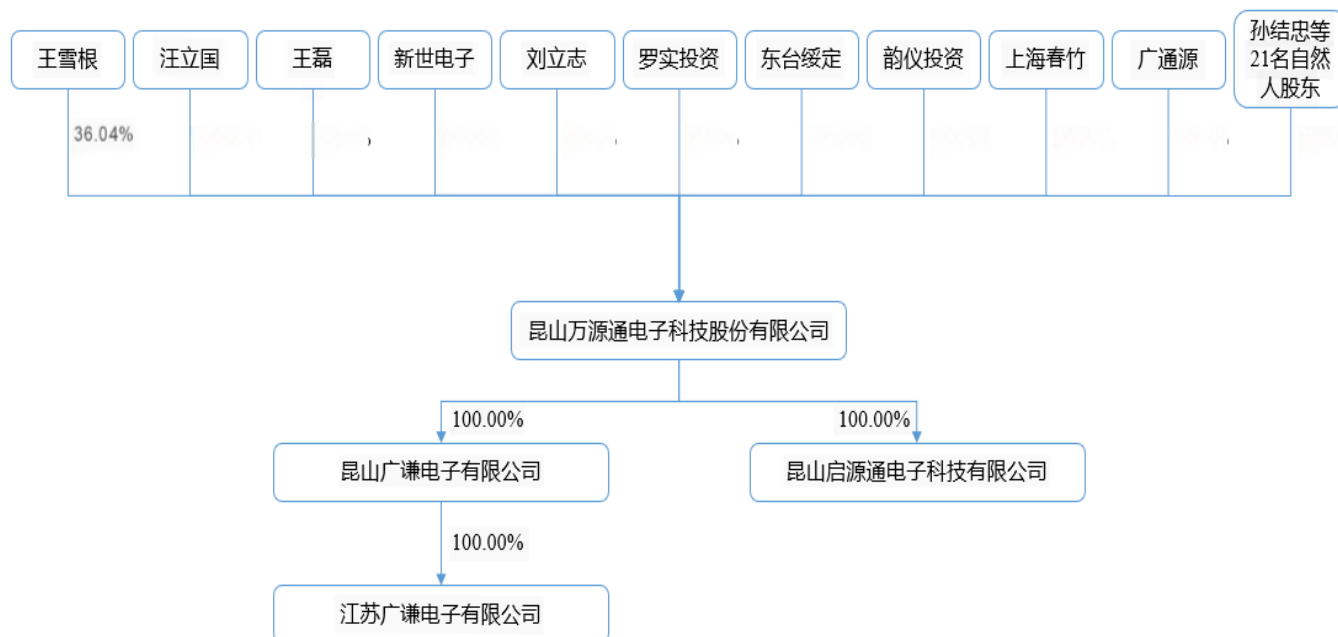 王雪根
汪立国
王磊
新世电子
刘立志
罗实投资
东台绥定
韵仪投资
上海春竹
广通源
孙结忠等
21名自然
人股东
36.04%
昆山万源通电子科技股份有限公司
100.00%
100.00%
昆山广谦电子有限公司
昆山启源通电子科技有限公司
100.00%
江苏广谦电子有限公司